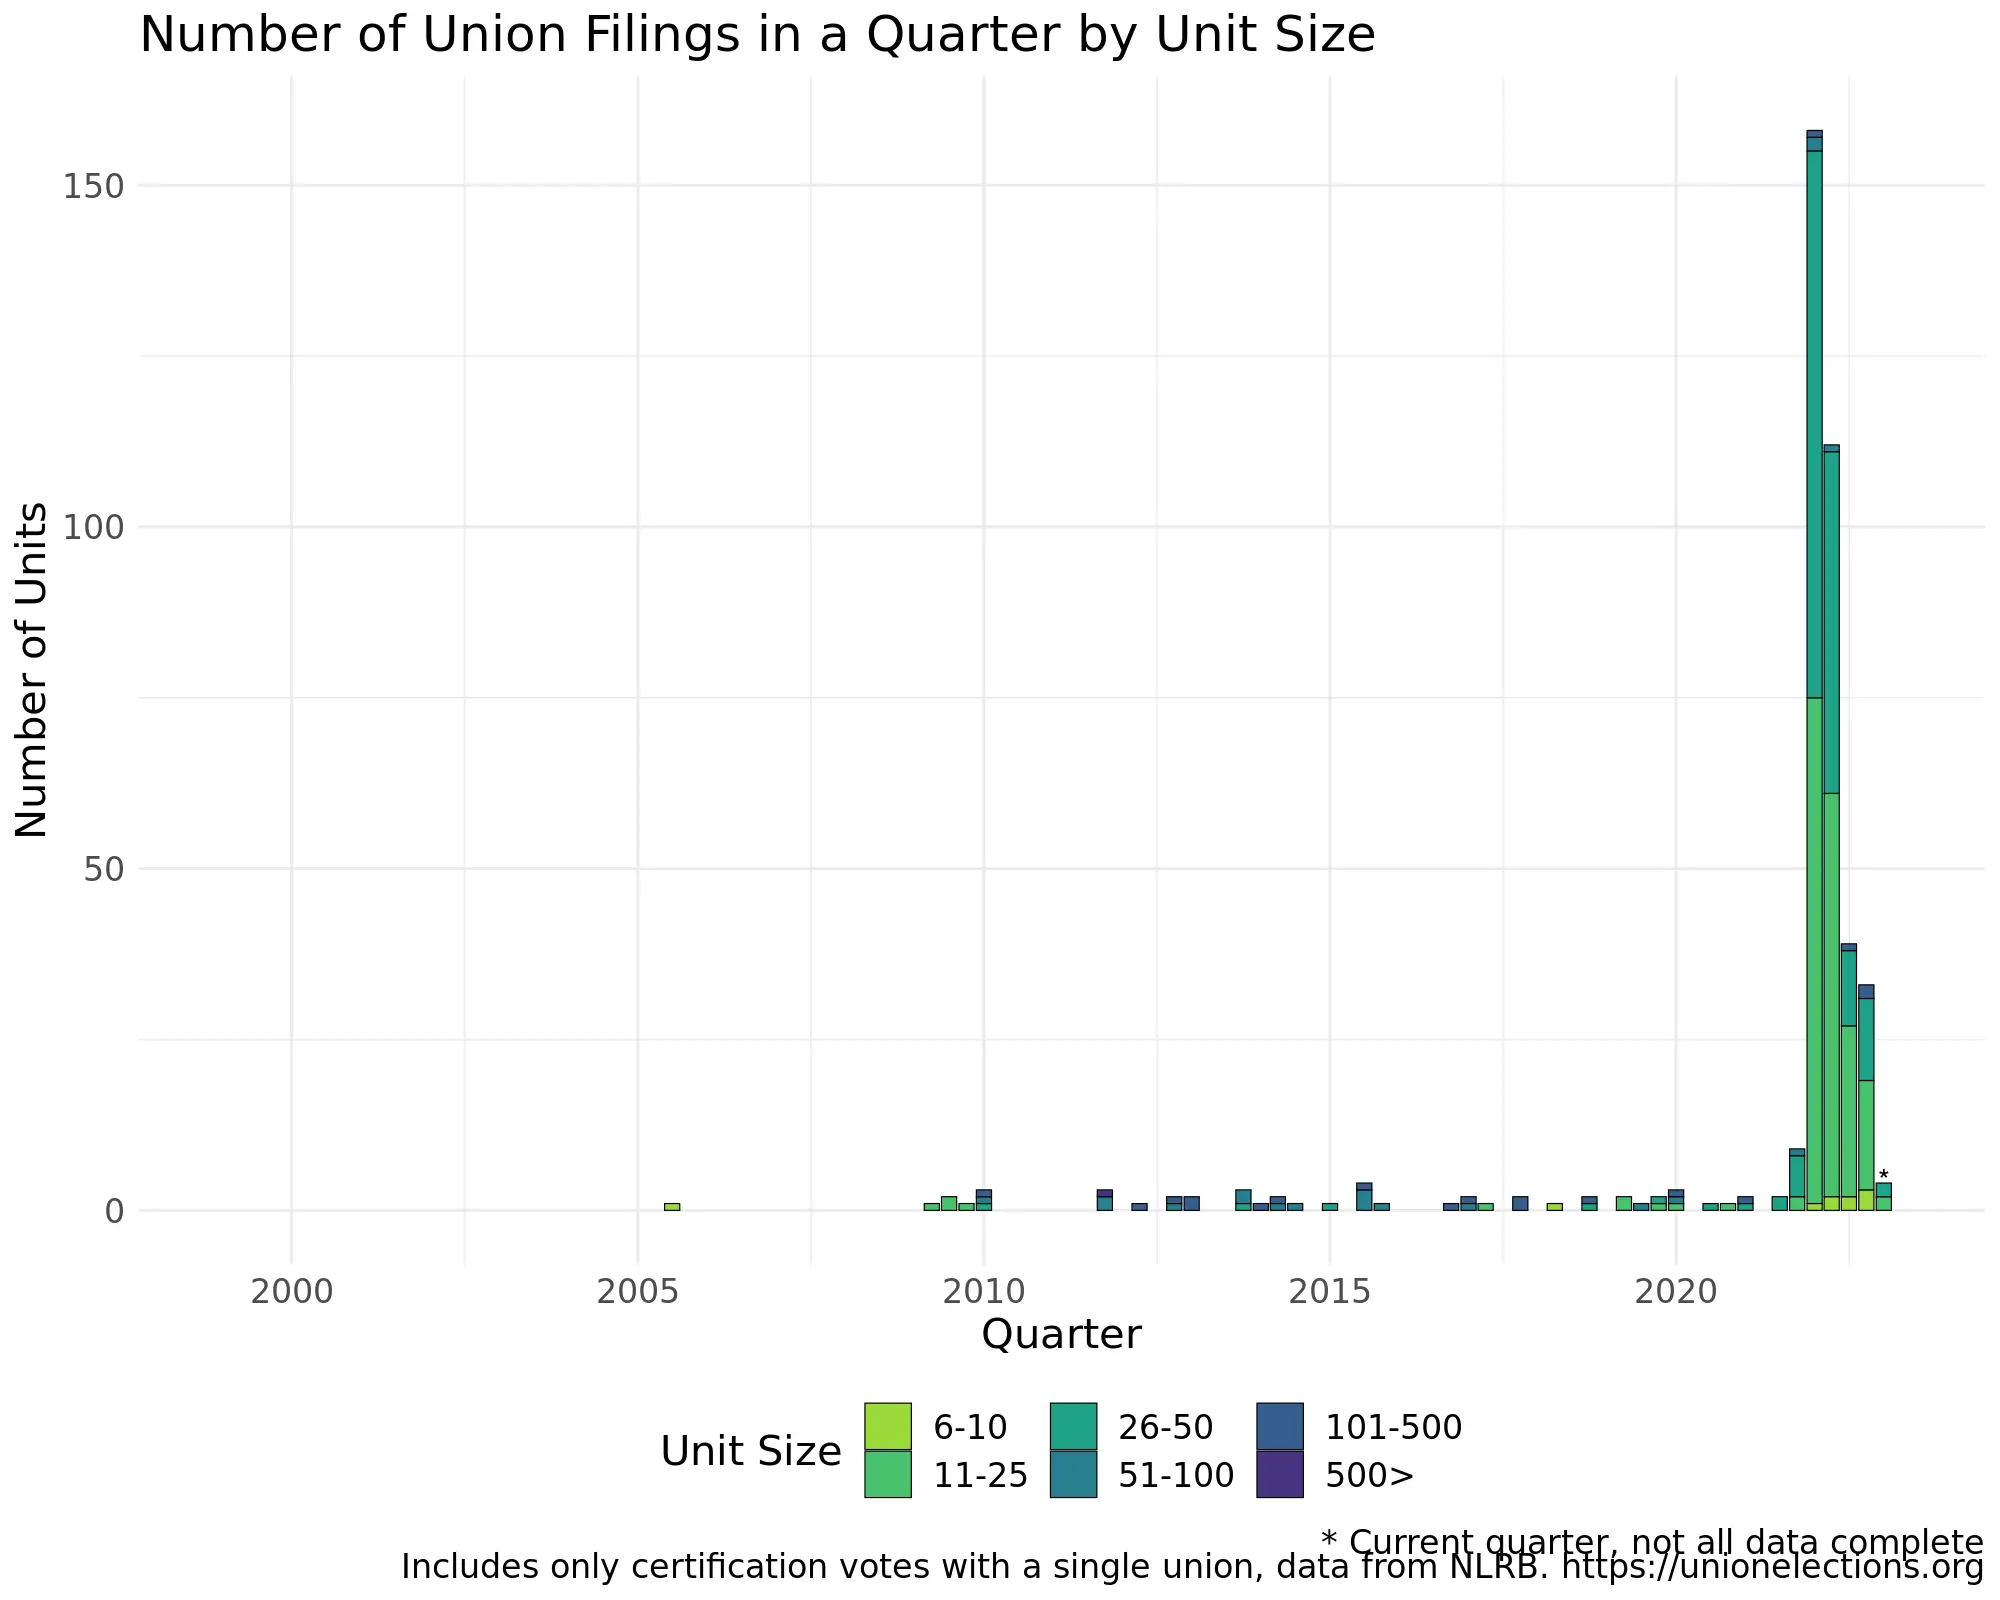 Number of Union Filings in a Quarter by Unit Size
Number of Units
150
100
50
0
*
2000 2005 2010 2015 2020
Quarter
Unit Size
6-10 26-50 101-500
11-25 51-100 500>
* Current quarter, not all data complete
Includes only certification votes with a single union, data from NLRB. https://unionelections.org